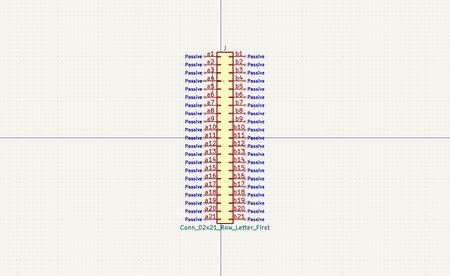 J
Passive a1 b1 Passive
Passive a2 b2 Passive
Passive a3 b3 Passive
Passive a4 b4 Passive
Passive a5 b5 Passive
Passive a6 b6 Passive
Passive a7 b7 Passive
Passive a8 b8 Passive
Passive a9 b9 Passive
Passive a10 b10 Passive
Passive a11 b11 Passive
Passive a12 b12 Passive
Passive a13 b13 Passive
Passive a14 b14 Passive
Passive a15 b15 Passive
Passive a16 b16 Passive
Passive a17 b17 Passive
Passive a18 b18 Passive
Passive a19 b19 Passive
Passive a20 b20 Passive
Passive a21 b21 Passive
Conn_02x21_Row_Letter_First